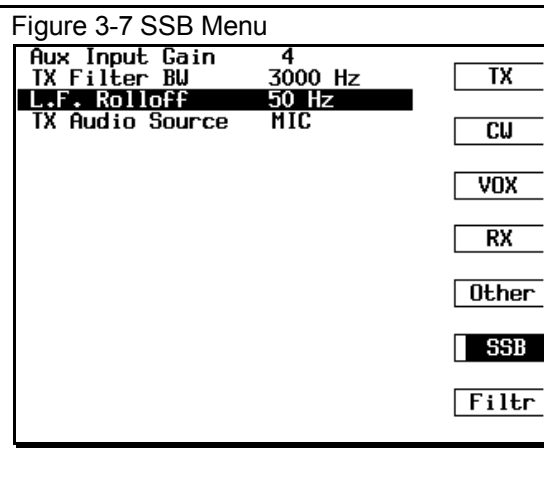 Figure 3-7 SSB Menu
Aux Input Gain 4
TX Filter BW 3000 Hz
L.F. Rolloff 50 Hz
TX Audio Source MIC
TX
CW
VOX
RX
Other
SSB
Filtr